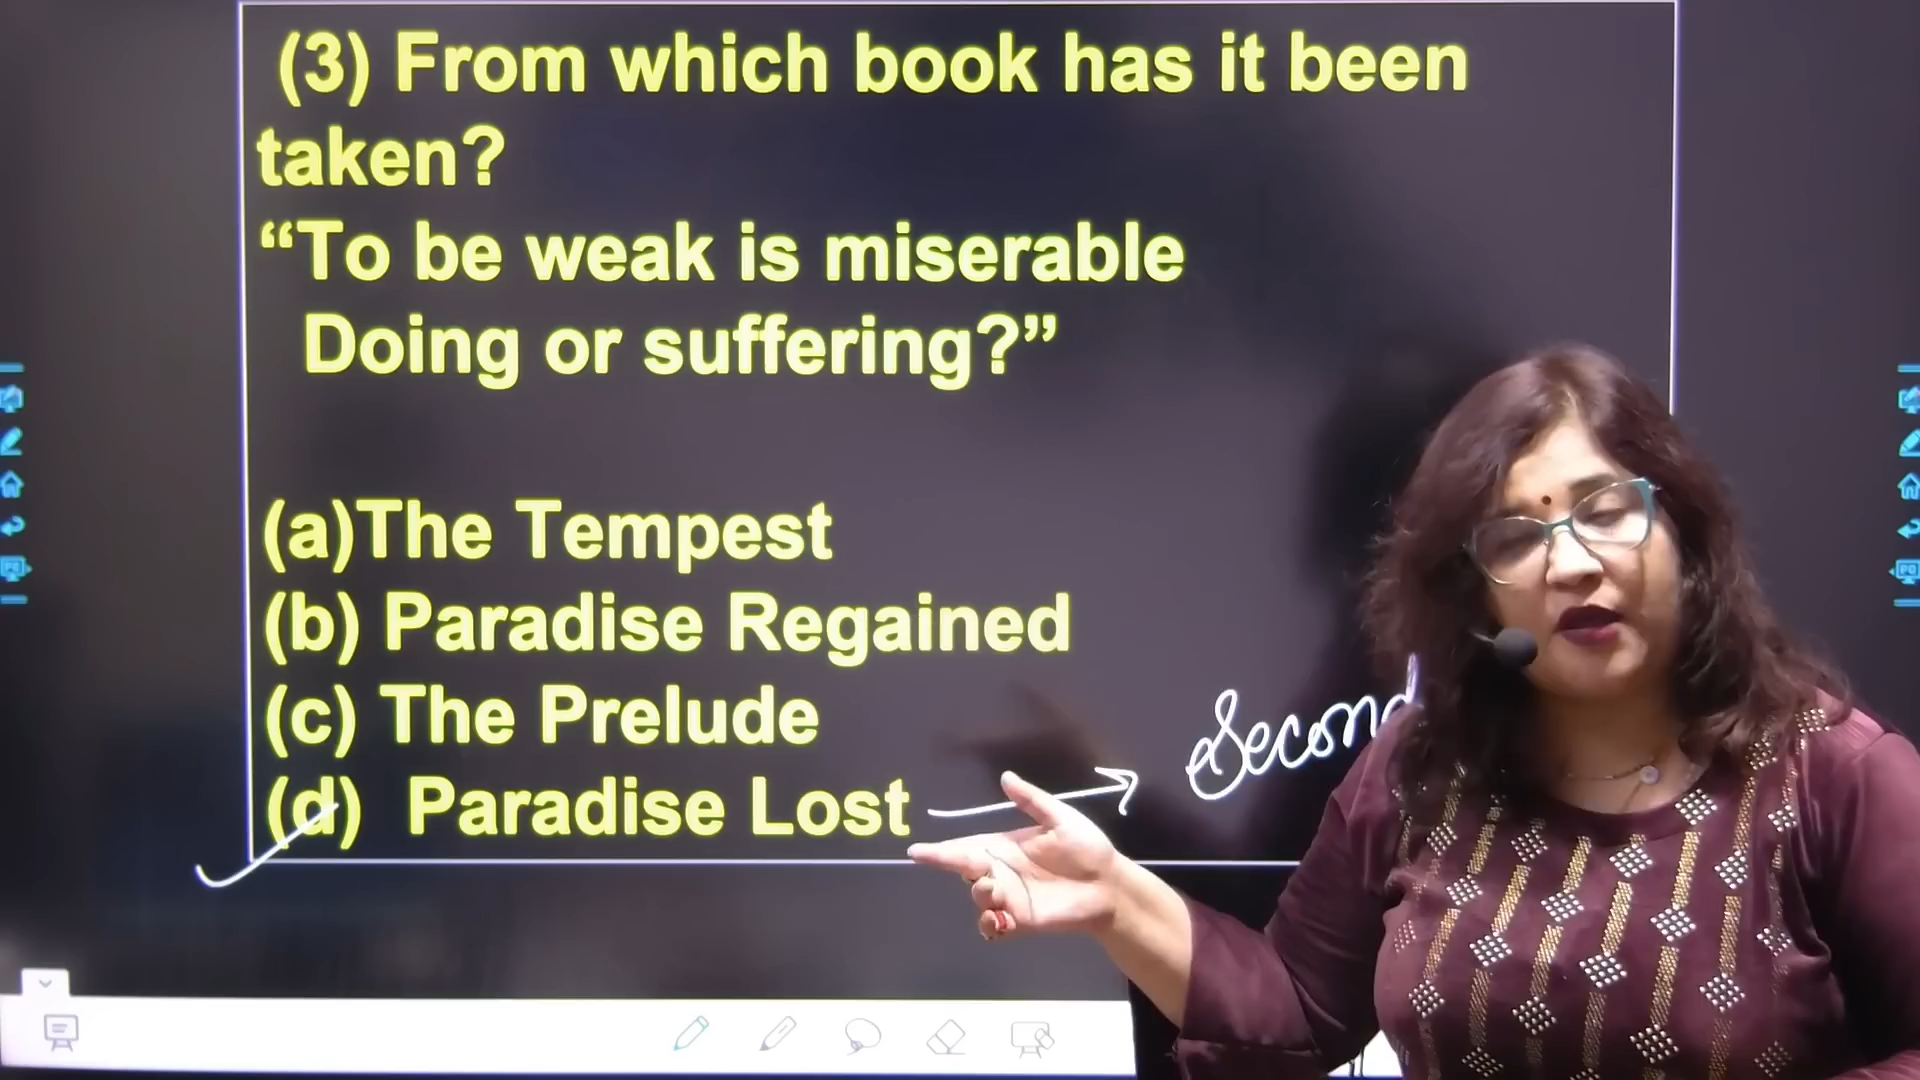 (3) From which book has it been
taken?
“To be weak is miserable
Doing or suffering?”
(a)The Tempest
(b) Paradise Regained
(c) The Prelude
(d) Paradise Lost
Second